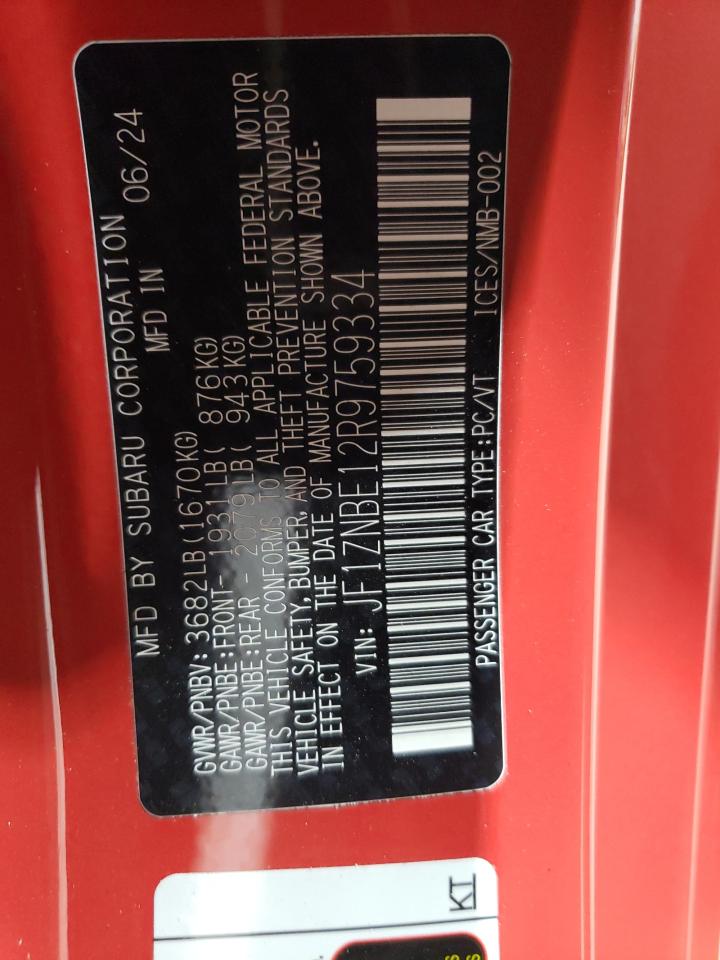 MFD BY SUBARU CORPORATION
MFD IN 06/24
GVWR/PNBV: 3682LB(1670KG)
GAWR/PNBE:FRONT- 1931LB( 876KG)
GAWR/PNBE:REAR - 2079LB( 943KG)
THIS VEHICLE CONFORMS TO ALL APPLICABLE FEDERAL MOTOR
VEHICLE SAFETY, BUMPER, AND THEFT PREVENTION STANDARDS
IN EFFECT ON THE DATE OF MANUFACTURE SHOWN ABOVE.
VIN: JF1ZNBE12R9759334
PASSENGER CAR TYPE:PC/VT ICES/NMB-002
KT